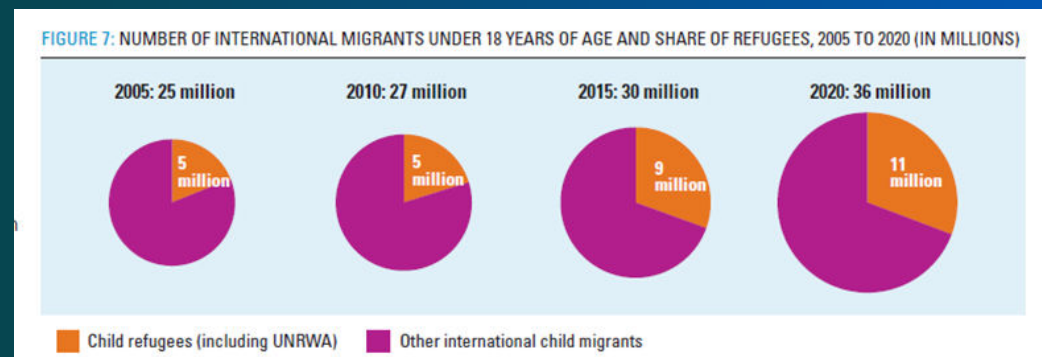 FIGURE 7: NUMBER OF INTERNATIONAL MIGRANTS UNDER 18 YEARS OF AGE AND SHARE OF REFUGEES, 2005 TO 2020 (IN MILLIONS)
2005: 25 million
2010: 27 million
2015: 30 million
2020: 36 million
5
million
5
million
9
million
11
million
Child refugees (including UNRWA)
Other international child migrants